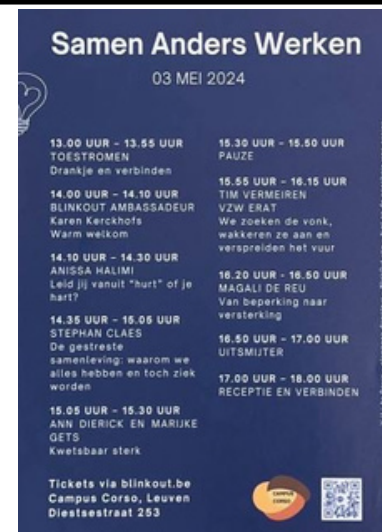 Samen Anders Werken
03 MEI 2024
13.00 UUR - 13.55 UUR
TOESTROMEN
Drankje en verbinden
14.00 UUR - 14.10 UUR
BLINKOUT AMBASSADEUR
Karen Kerckhofs
Warm welkom
14.10 UUR - 14.30 UUR
ANISSA HALIMI
Leid jij vanuit "hurt" of je
hart?
14.35 UUR - 15.05 UUR
STEPHAN CLAES
De gestreste
samenleving: waarom we
alles hebben en toch ziek
worden
15.05 UUR - 15.30 UUR
ANN DIERICK EN MARIJKE
GETS
Kwetsbaar sterk
15.30 UUR - 15.50 UUR
PAUZE
15.55 UUR - 16.15 UUR
TIM VERMEIREN
VZW ERAT
We zoeken de vonk,
wakkeren ze aan en
verspreiden het vuur
16.20 UUR - 16.50 UUR
MAGALI DE REU
Van beperking naar
versterking
16.50 UUR - 17.00 UUR
UITSMIJTER
17.00 UUR - 18.00 UUR
RECEPTIE EN VERBINDEN
Tickets via blinkout.be
Campus Corso, Leuven
Diestsestraat 253
CAMPUS
CORSO